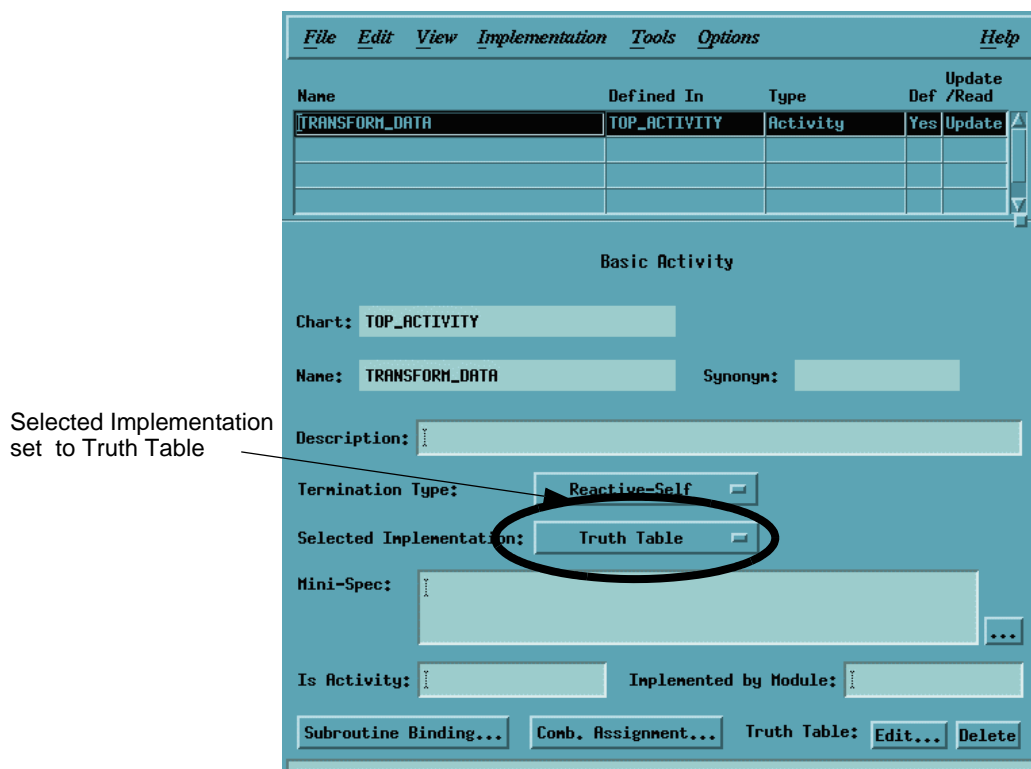 File Edit View Implementation Tools Options Help
Name Defined In Type Def Update /Read
TRANSFORM_DATA TOP_ACTIVITY Activity Yes Update
Basic Activity
Chart: TOP_ACTIVITY
Name: TRANSFORM_DATA Synonym:
Selected Implementation
set to Truth Table
Description:
Termination Type: Reactive-Self
Selected Implementation: Truth Table
Mini-Spec:
...
Is Activity: Implemented by Module:
Subroutine Binding... Comb. Assignment... Truth Table: Edit... Delete